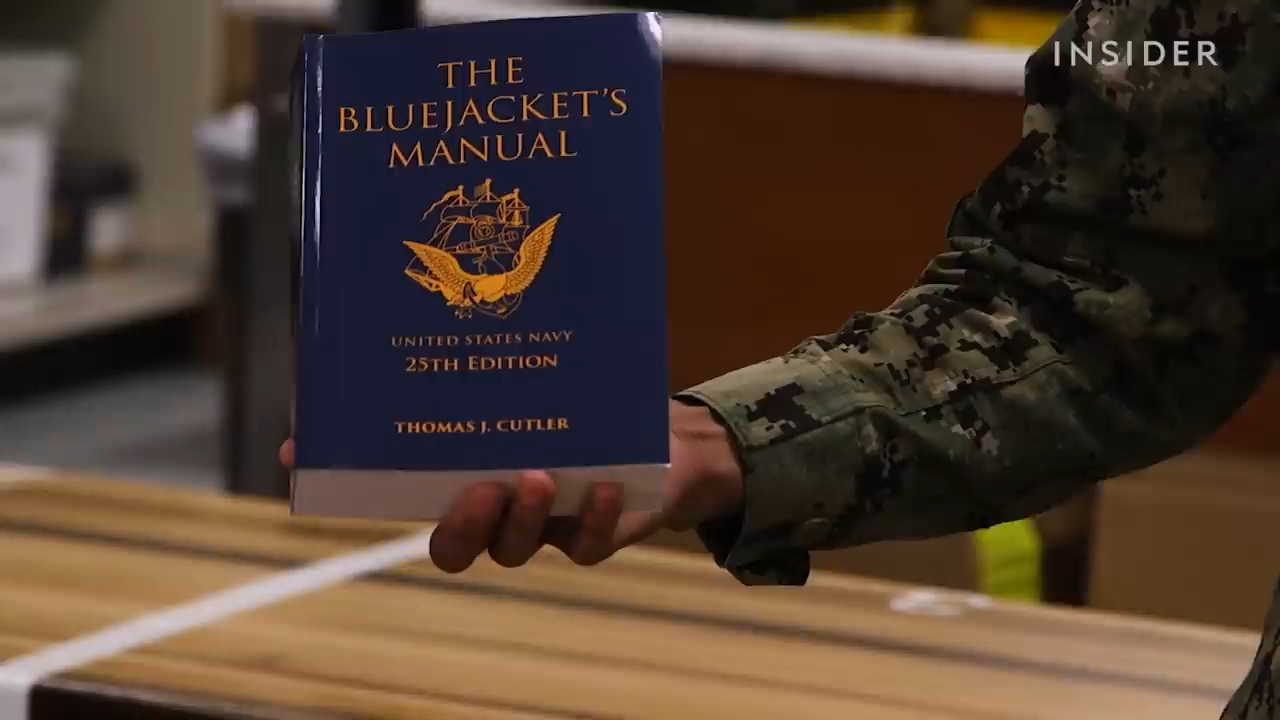 THE
BLUEJACKET'S
MANUAL
UNITED STATES NAVY
25TH EDITION
THOMAS J. CUTLER
INSIDER